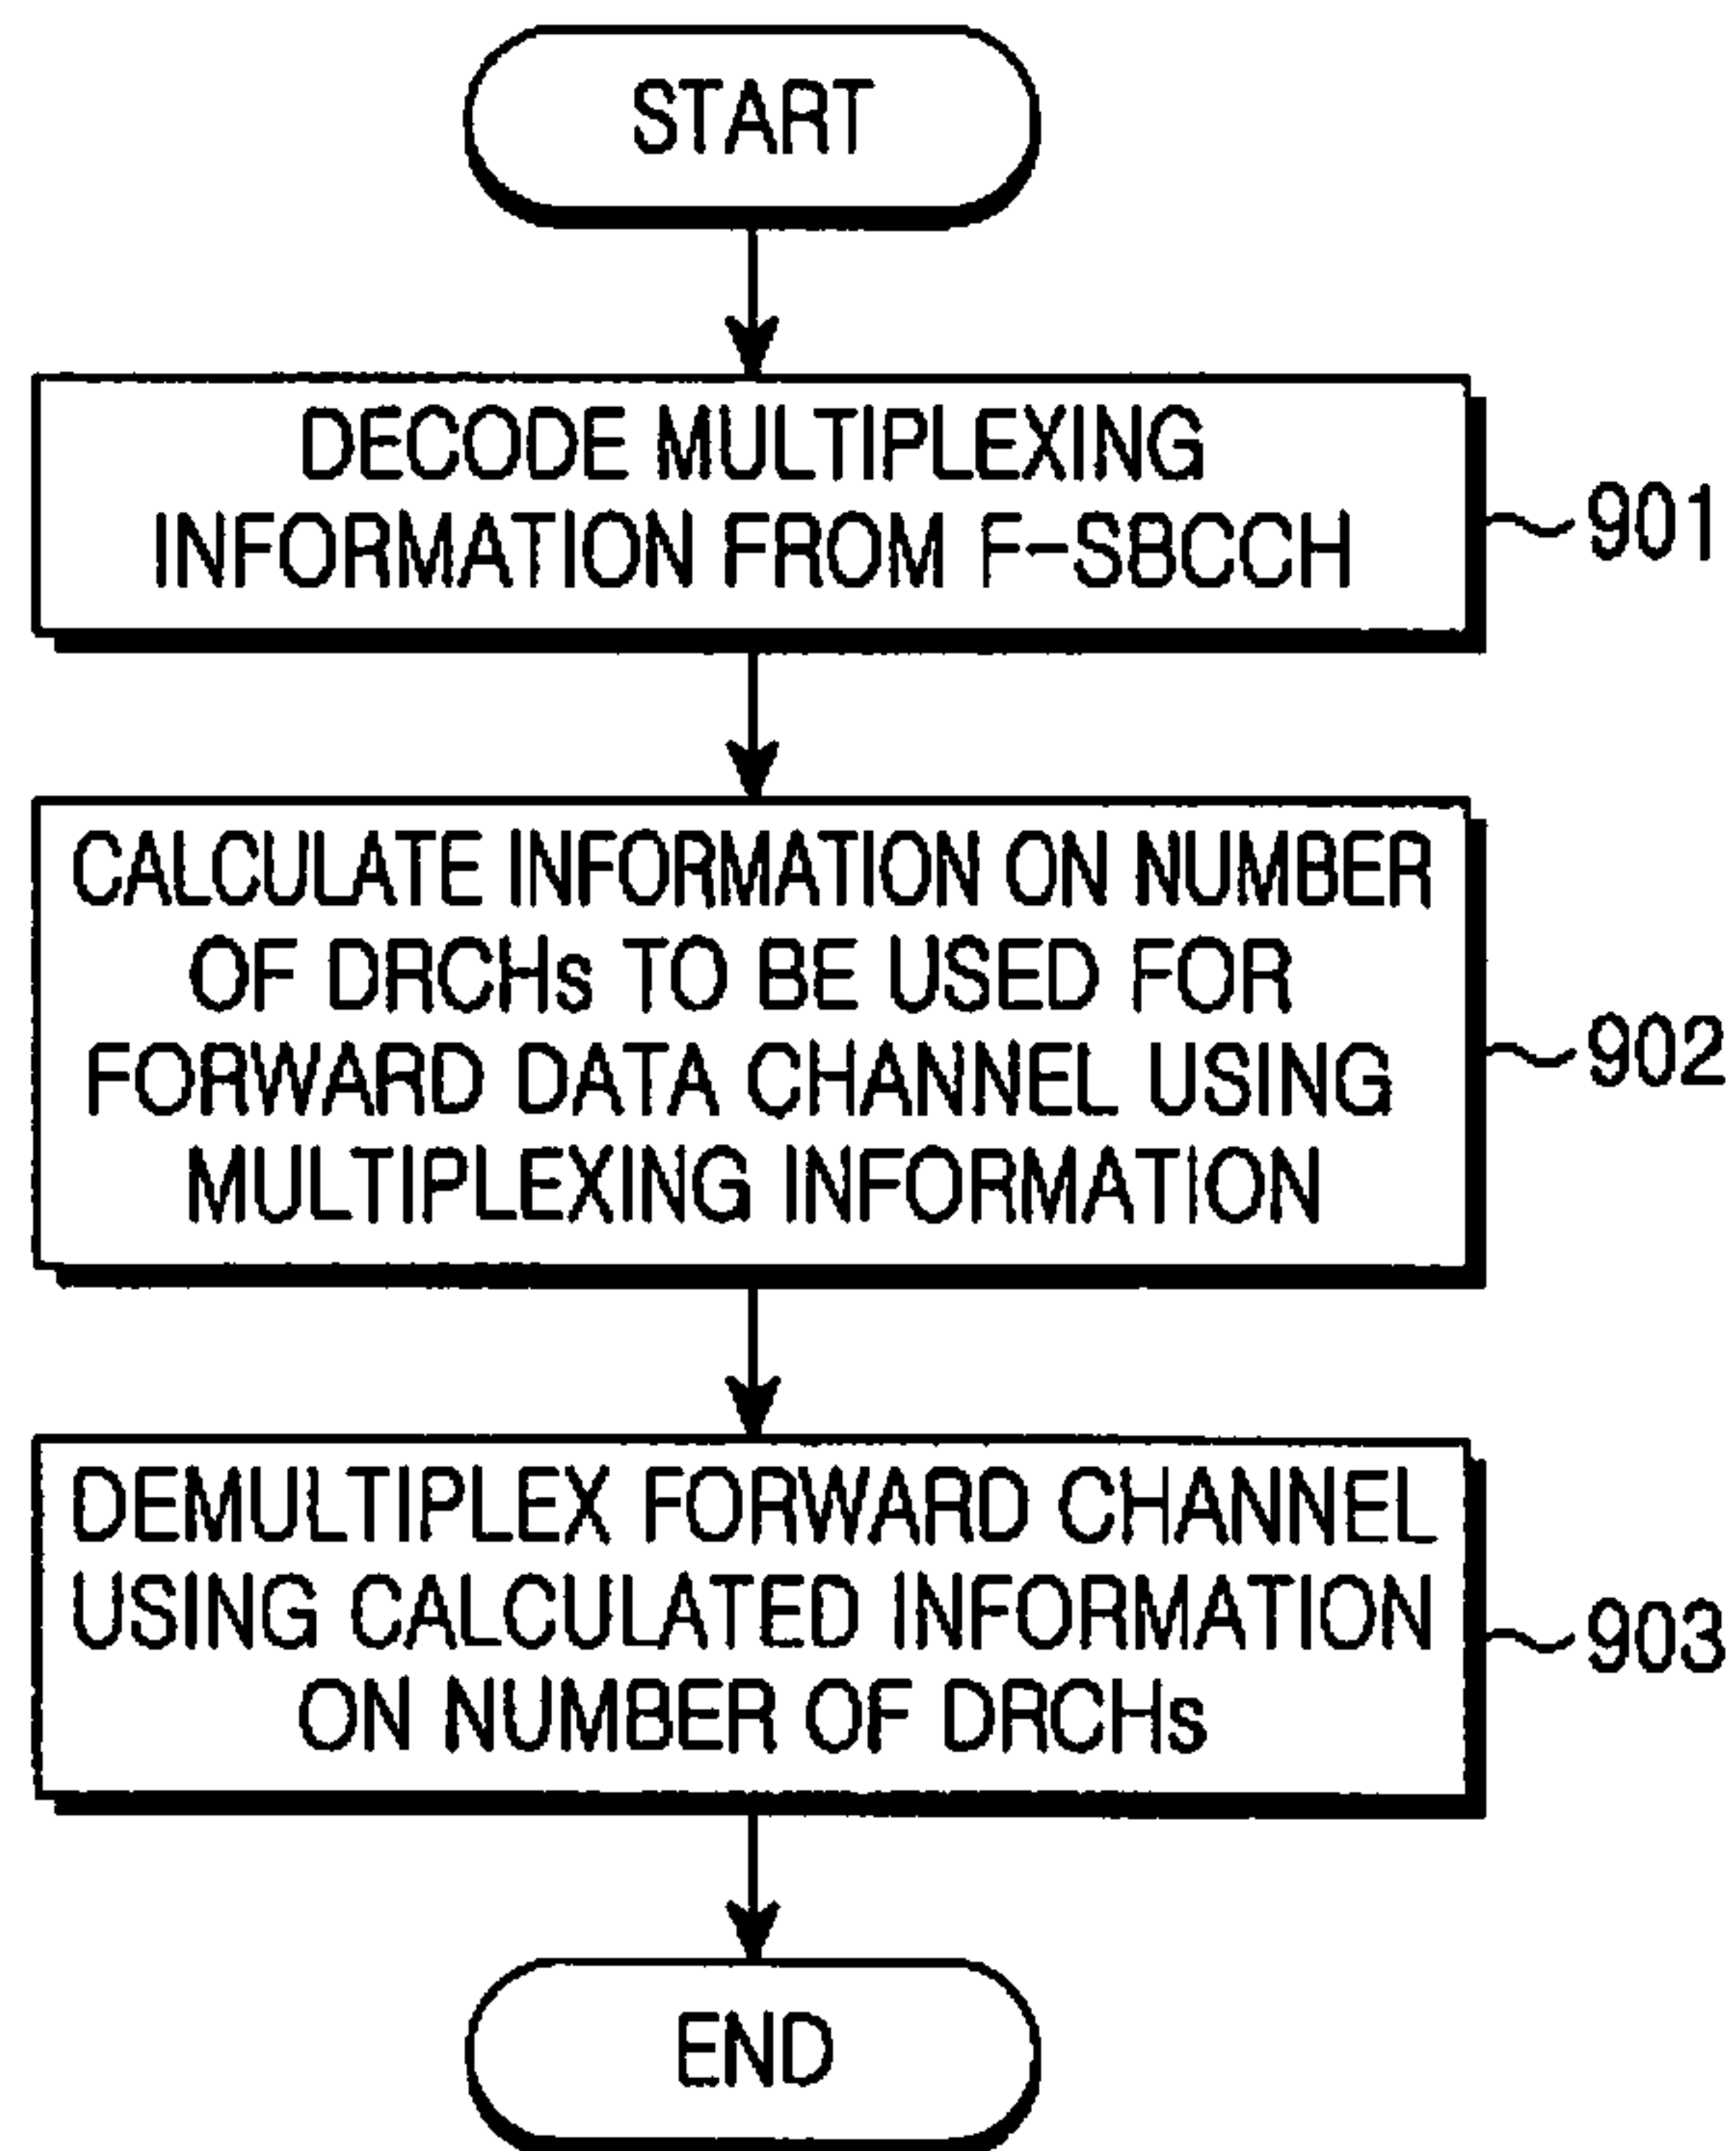 START
DECODE MULTIPLEXING
INFORMATION FROM F-SBCCH
901
CALCULATE INFORMATION ON NUMBER
OF DRCHs TO BE USED FOR
FORWARD DATA CHANNEL USING
MULTIPLEXING INFORMATION
902
DEMULTIPLEX FORWARD CHANNEL
USING CALCULATED INFORMATION
ON NUMBER OF DRCHs
903
END